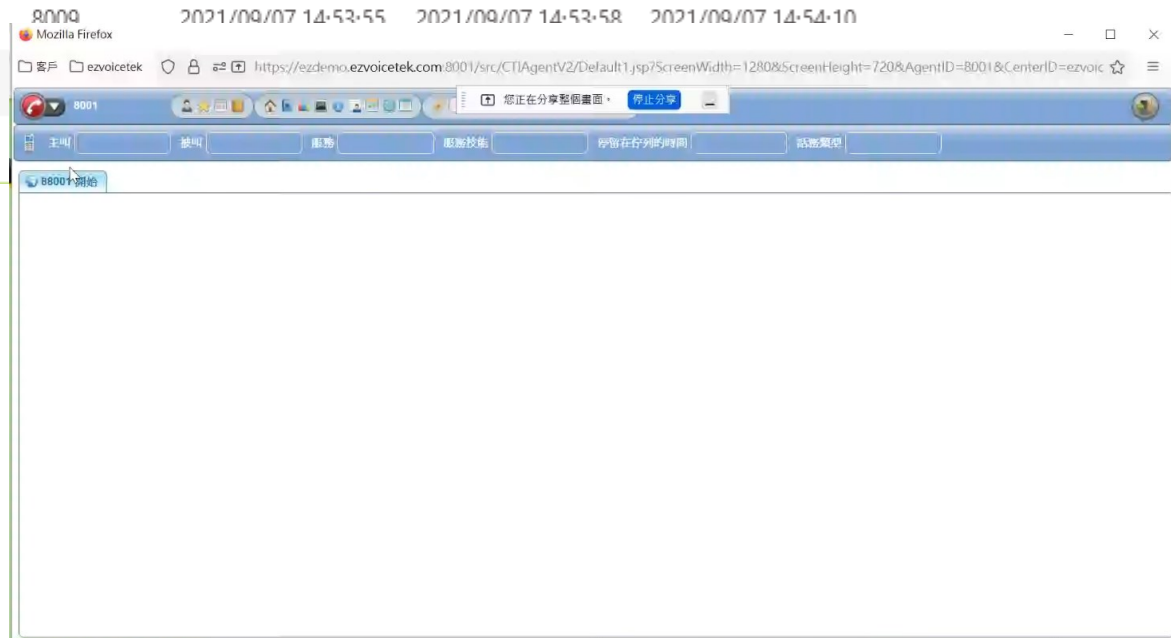 8009 2021/09/07 14:53:55 2021/09/07 14:53:58 2021/09/07 14:54:10
Mozilla Firefox
客戶 ezvoicetek https://ezdemo.ezvoicetek.com:8001/src/CTIAgentV2/Default1.jsp?ScreenWidth=1280&ScreenHeight=720&AgentID=8001&CenterID=ezvoic
8001
您正在分享整個畫面。 停止分享
主叫 被叫 服務 服務技能 停留在佇列的時間 話務類型
88001 開始